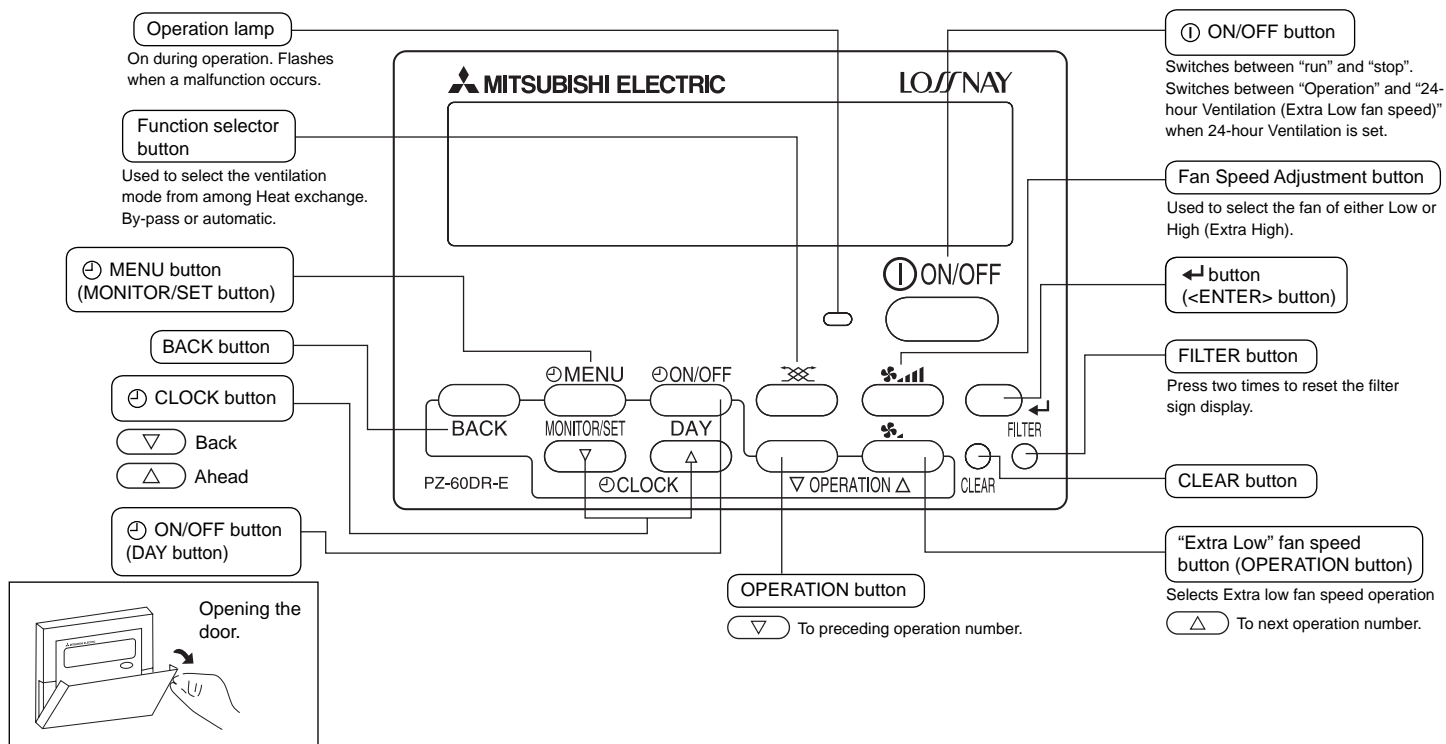 Operation lamp
On during operation. Flashes
when a malfunction occurs.
Function selector
button
Used to select the ventilation
mode from among Heat exchange.
By-pass or automatic.
MENU button
(MONITOR/SET button)
BACK button
CLOCK button
▽ Back
△ Ahead
ON/OFF button
(DAY button)
Opening the
door.
MITSUBISHI ELECTRIC
LOSSNAY
ON/OFF
MENU
ON/OFF
BACK
MONITOR/SET
DAY
FILTER
▽ △
PZ-60DR-E
CLOCK
▽ OPERATION △
CLEAR
OPERATION button
▽ To preceding operation number.
ON/OFF button
Switches between “run” and “stop”.
Switches between “Operation” and “24-
hour Ventilation (Extra Low fan speed)”
when 24-hour Ventilation is set.
Fan Speed Adjustment button
Used to select the fan of either Low or
High (Extra High).
↵ button
(<ENTER> button)
FILTER button
Press two times to reset the filter
sign display.
CLEAR button
“Extra Low” fan speed
button (OPERATION button)
Selects Extra low fan speed operation
△ To next operation number.